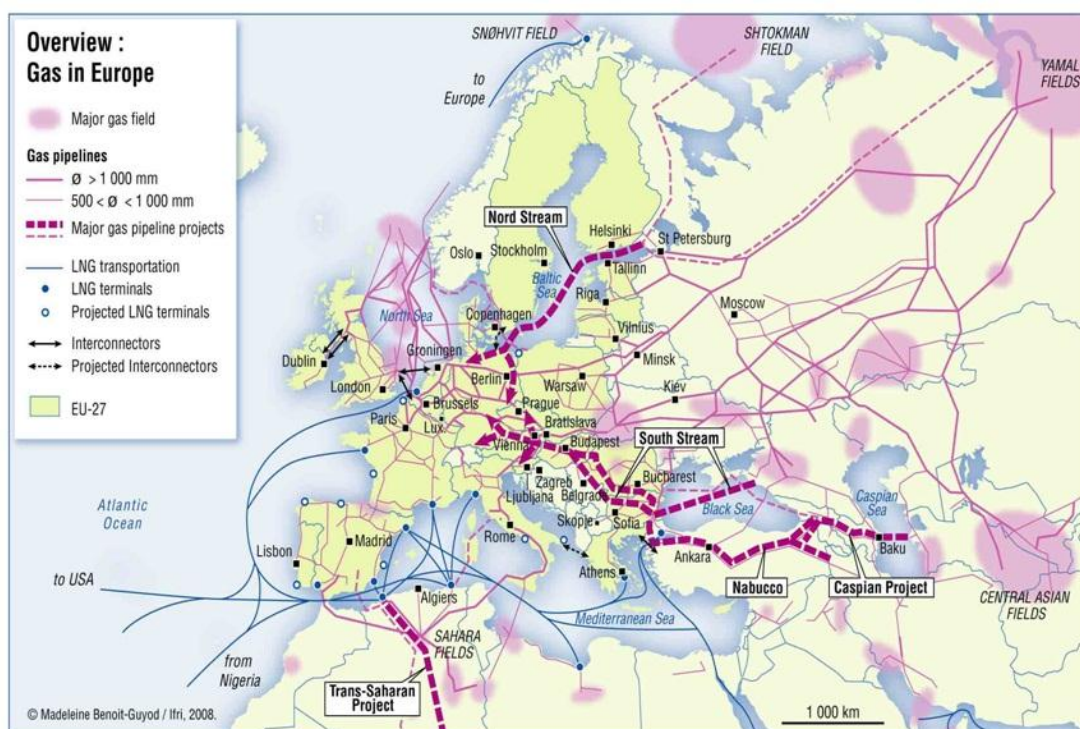 Overview :
Gas in Europe
Major gas field
Gas pipelines
Ø > 1 000 mm
500 < Ø < 1 000 mm
Major gas pipeline projects
LNG transportation
LNG terminals
Projected LNG terminals
Interconnectors
Projected Interconnectors
EU-27
SNØHVIT FIELD
to
Europe
SHTOKMAN
FIELD
YAMAL
FIELDS
Nord Stream
Helsinki
St Petersburg
Oslo
Stockholm
Tallinn
Baltic
Sea
Riga
Moscow
North Sea
Copenhagen
Vilnius
Minsk
Dublin
Groningen
London
Berlin
Warsaw
Kiev
Brussels
Paris
Lux.
Prague
Bratislava
Vienna
Budapest
South Stream
Ljubljana
Zagreb
Belgrad
Bucharest
Black Sea
Caspian
Sea
Atlantic
Ocean
Skopje
Sofia
Rome
Madrid
Lisbon
Ankara
Baku
Athens
Nabucco
Caspian Project
to USA
Algiers
Mediterranean Sea
CENTRAL ASIAN
FIELDS
SAHARA
FIELDS
from
Nigeria
Trans-Saharan
Project
© Madeleine Benoit-Guyod / Ifri, 2008.
1 000 km